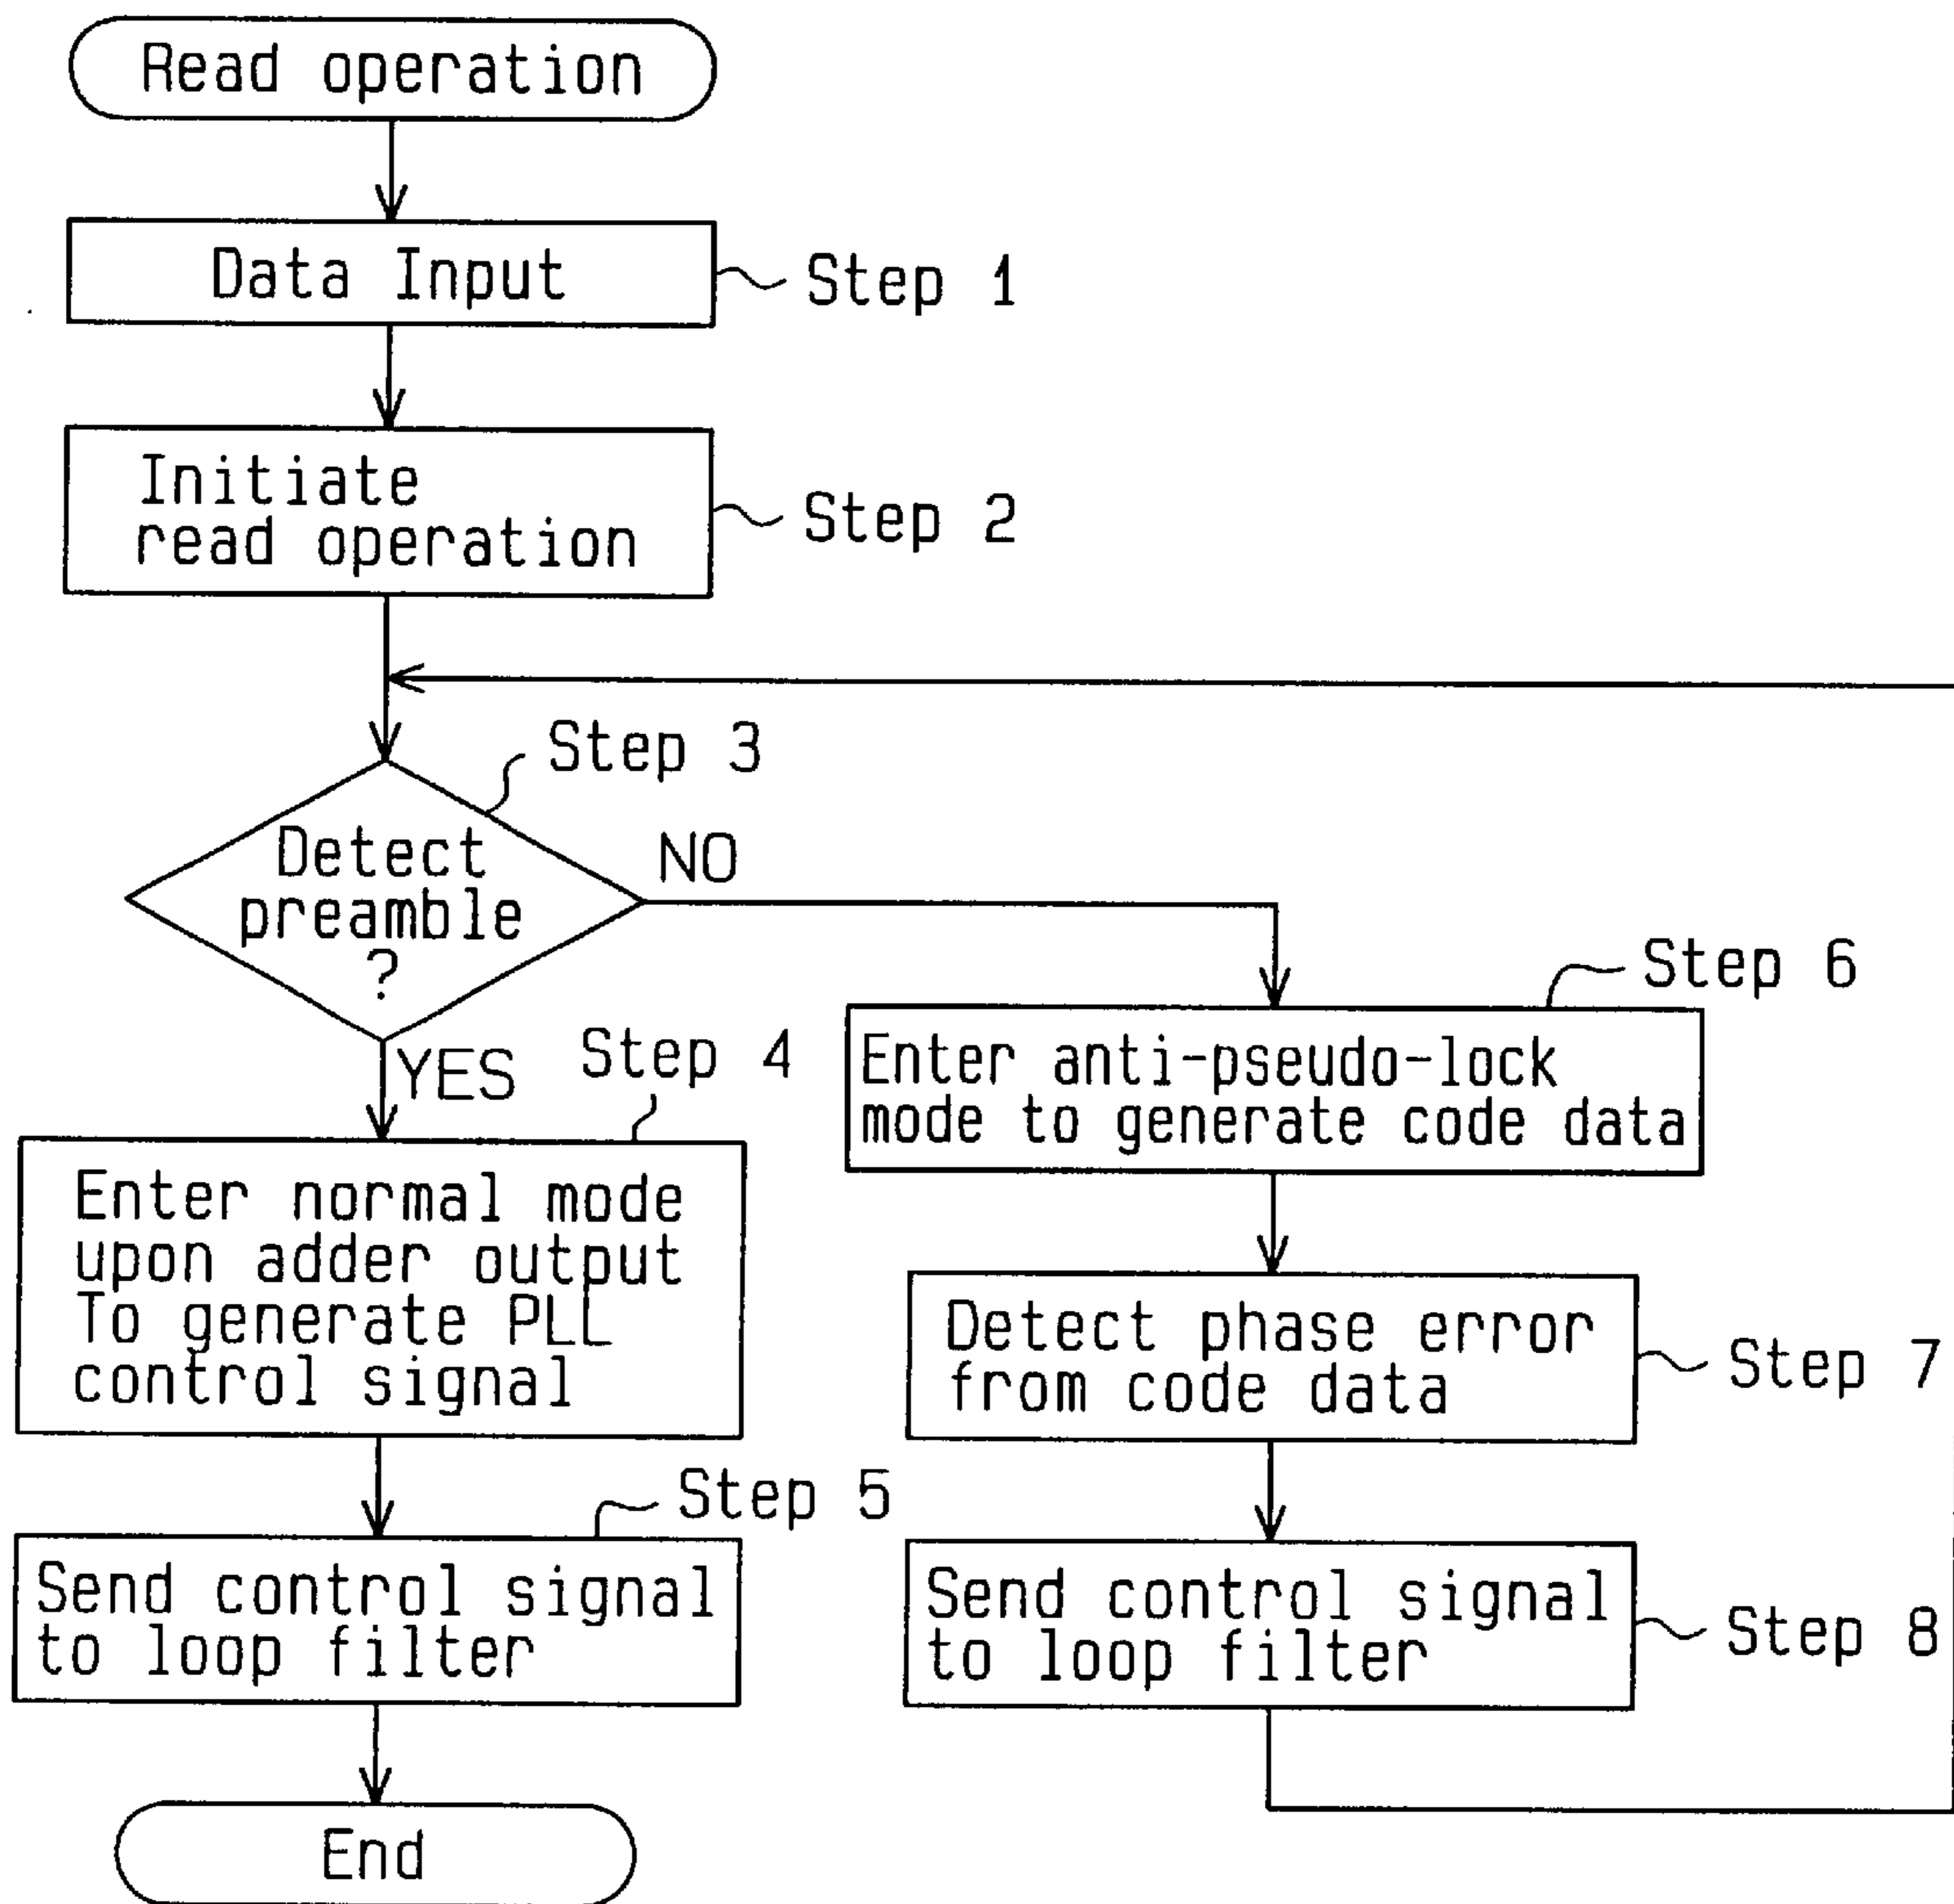 Read operation
Data Input
Step 1
Initiate
read operation
Step 2
Step 3
Detect
preamble
?
NO
YES
Step 4
Enter normal mode
upon adder output
To generate PLL
control signal
Step 5
Send control signal
to loop filter
End
Step 6
Enter anti-pseudo-lock
mode to generate code data
Detect phase error
from code data
Step 7
Send control signal
to loop filter
Step 8